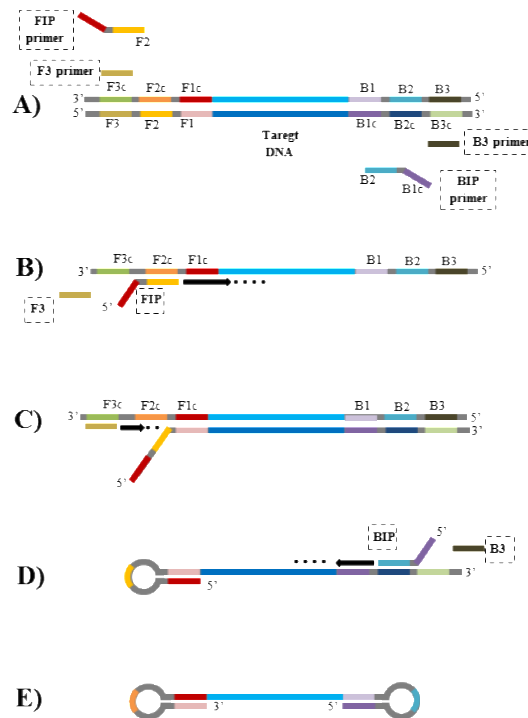 FIP
primer
F2
F3 primer
F3c F2c F1c B1 B2 B3
A)
3’ 5’
5’ 3’
F3 F2 F1 B1c B2c B3c
Taregt
DNA
B3 primer
B2
B1c
BIP
primer
F3c F2c F1c B1 B2 B3
B)
3’ 5’
F3
5’
FIP
F3c F2c F1c B1 B2 B3
C)
3’ 5’
3’
5’
BIP
5’
B3
D)
5’
3’
E)
3’ 5’